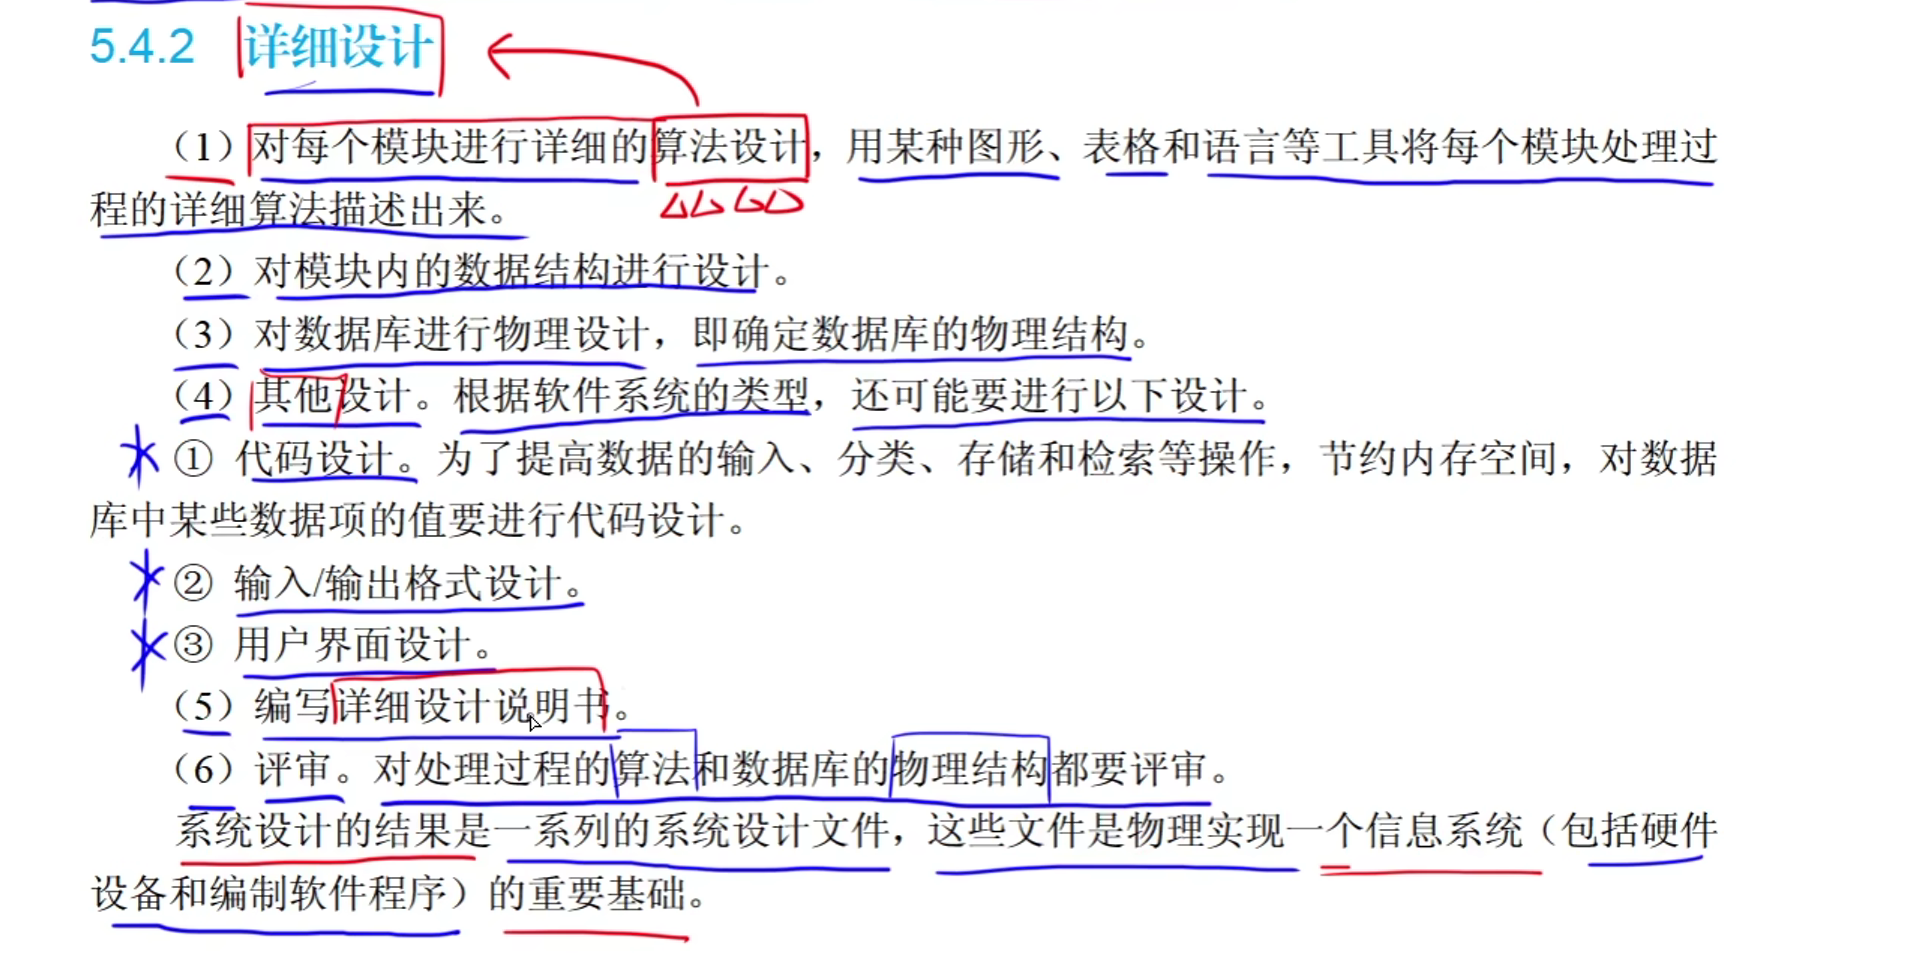 5.4.2 详细设计
（1）对每个模块进行详细的算法设计，用某种图形、表格和语言等工具将每个模块处理过
程的详细算法描述出来。
（2）对模块内的数据结构进行设计。
（3）对数据库进行物理设计，即确定数据库的物理结构。
（4）其他设计。根据软件系统的类型，还可能要进行以下设计。
① 代码设计。为了提高数据的输入、分类、存储和检索等操作，节约内存空间，对数据
库中某些数据项的值要进行代码设计。
② 输入/输出格式设计。
③ 用户界面设计。
（5）编写详细设计说明书。
（6）评审。对处理过程的算法和数据库的物理结构都要评审。
系统设计的结果是一系列的系统设计文件，这些文件是物理实现一个信息系统（包括硬件
设备和编制软件程序）的重要基础。